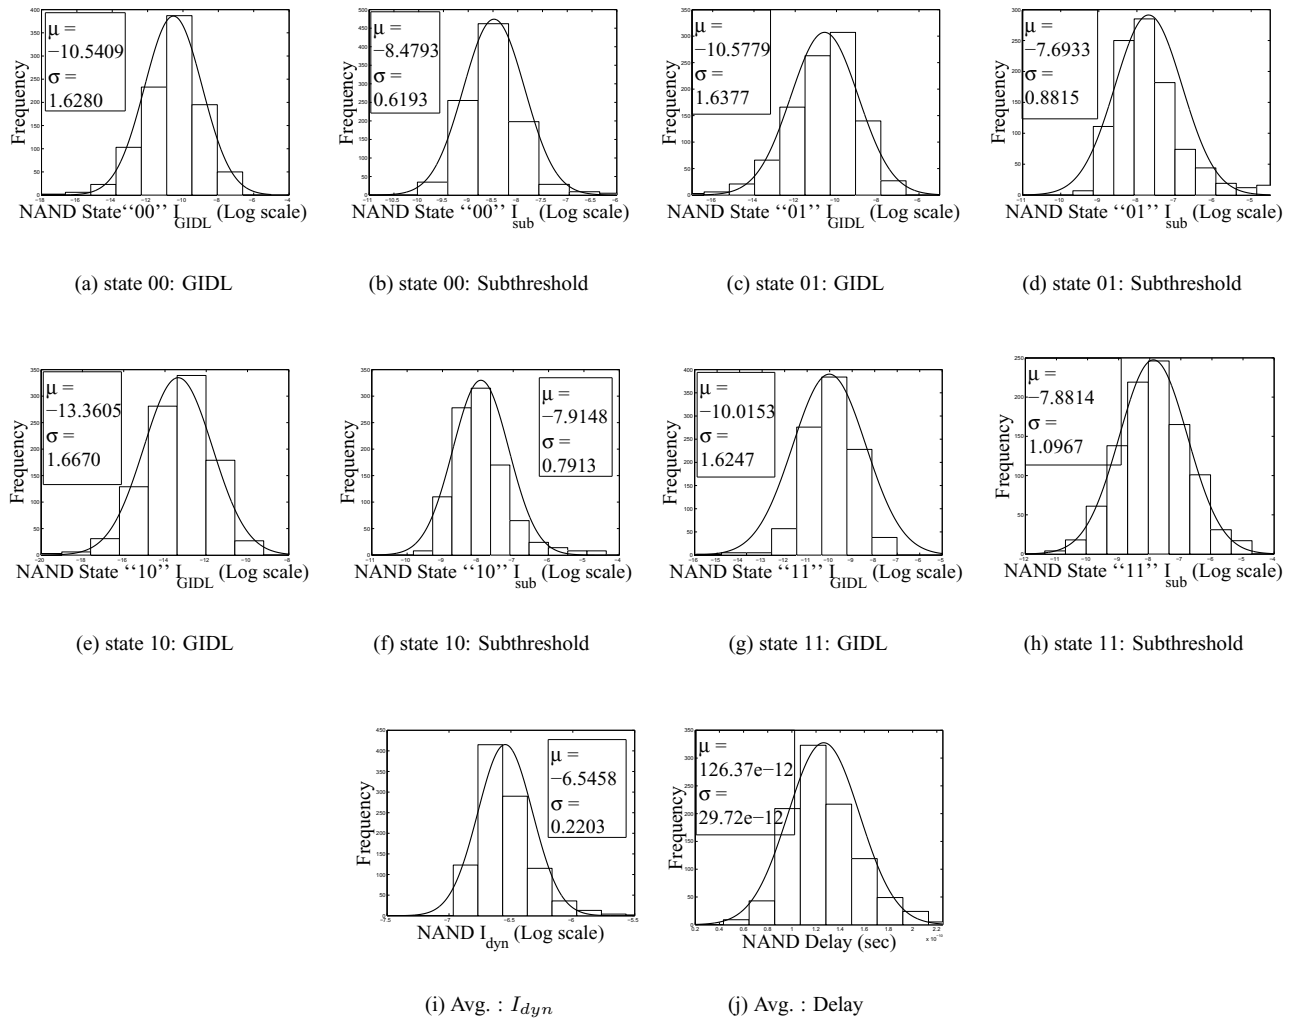 μ =
−10.5409
σ =
1.6280
Frequency
NAND State“00” I_GIDL (Log scale)
(a) state 00: GIDL
μ =
−8.4793
σ =
0.6193
Frequency
NAND State “00” I_sub (Log scale)
(b) state 00: Subthreshold
μ =
−10.5779
σ =
1.6377
Frequency
NAND State “01” I_GIDL (Log scale)
(c) state 01: GIDL
μ =
−7.6933
σ =
0.8815
Frequency
NAND State “01” I_sub (Log scale)
(d) state 01: Subthreshold
μ =
−13.3605
σ =
1.6670
Frequency
NAND State “10” I_GIDL (Log scale)
(e) state 10: GIDL
μ =
−7.9148
σ =
0.7913
Frequency
NAND State “10” I_sub (Log scale)
(f) state 10: Subthreshold
μ =
−10.0153
σ =
1.6247
Frequency
NAND State “11” I_GIDL (Log scale)
(g) state 11: GIDL
μ =
−7.8814
σ =
1.0967
Frequency
NAND State “11” I_sub (Log scale)
(h) state 11: Subthreshold
μ =
−6.5458
σ =
0.2203
Frequency
NAND I_dyn (Log scale)
(i) Avg. : I_dyn
μ =
126.37e−12
σ =
29.72e−12
Frequency
NAND Delay (sec)
(j) Avg. : Delay